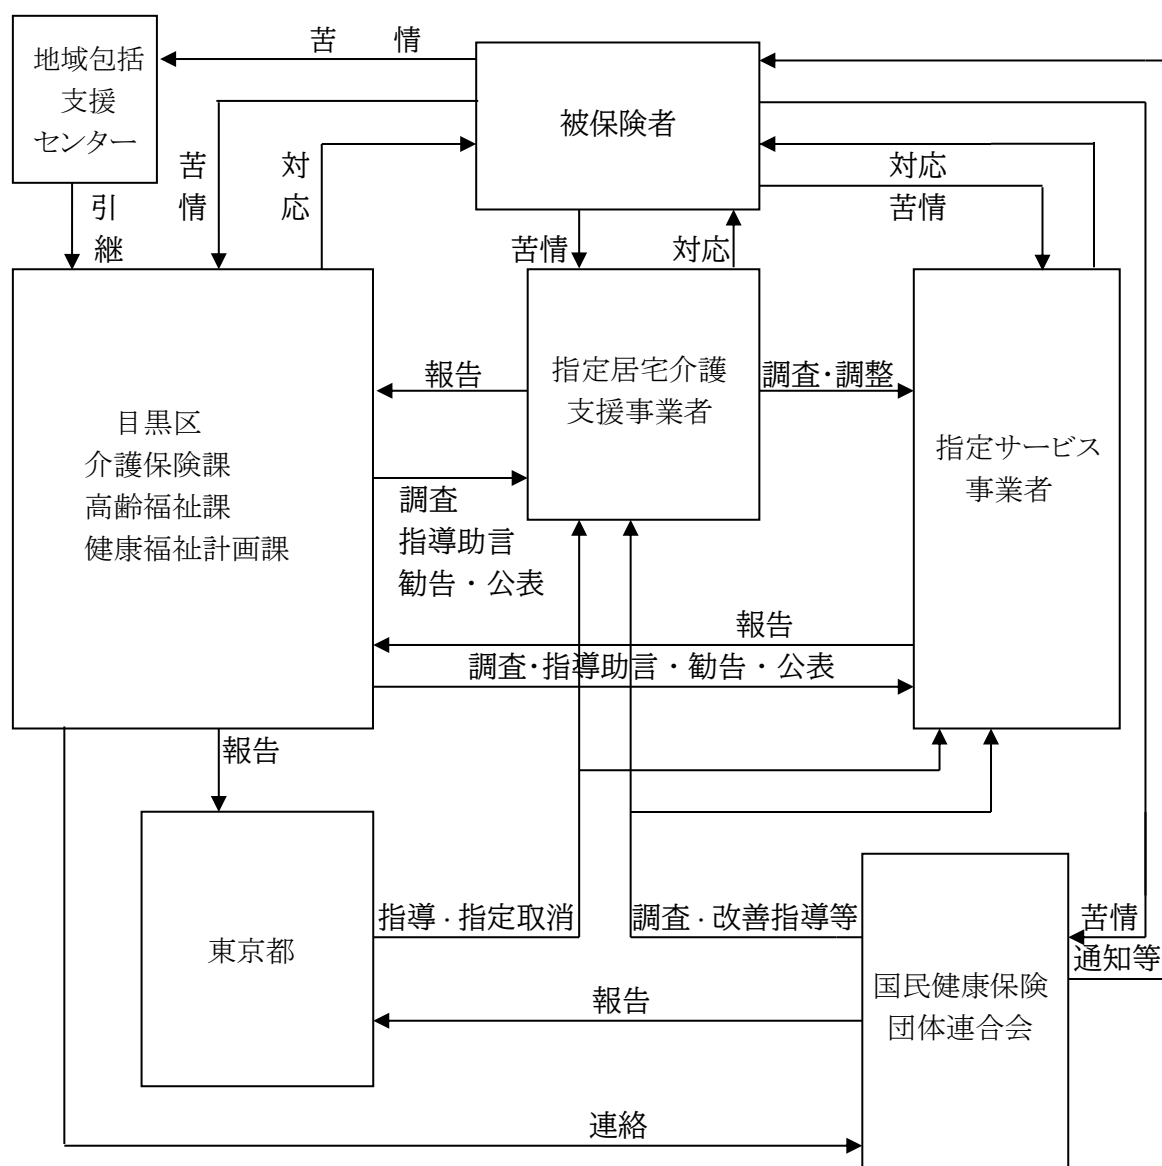 苦　情
地域包括
支援
センター
被保険者
苦情
対応
対応
苦情
引継
苦情
対応
指定居宅介護
支援事業者
報告
調査・調整
目黒区
介護保険課
高齢福祉課
健康福祉計画課
指定サービス
事業者
調査
指導助言
勧告・公表
報告
調査・指導助言・勧告・公表
報告
指導・指定取消
調査・改善指導等
苦情
通知等
東京都
国民健康保険
団体連合会
報告
連絡